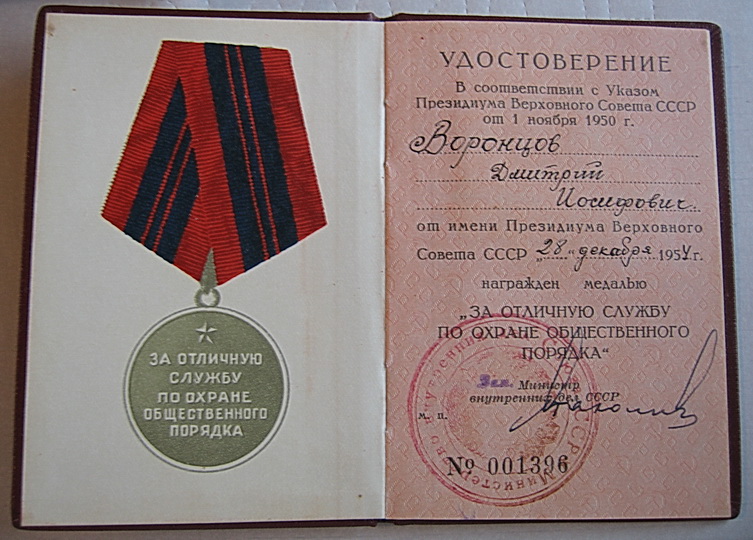 ЗА ОТЛИЧНУЮ
СЛУЖБУ
ПО ОХРАНЕ
ОБЩЕСТВЕННОГО
ПОРЯДКА
УДОСТОВЕРЕНИЕ
В соответствии с Указом
Президиума Верховного Совета СССР
от 1 ноября 1950 г.
Воронцов
Дмитрий
Иосифович
от имени Президиума Верховного
Совета СССР „28" декабря 1954 г.
награжден медалью
„ЗА ОТЛИЧНУЮ СЛУЖБУ
ПО ОХРАНЕ ОБЩЕСТВЕННОГО
ПОРЯДКА“
Зам. Министр
внутренних дел СССР
м. п.
№ 001396